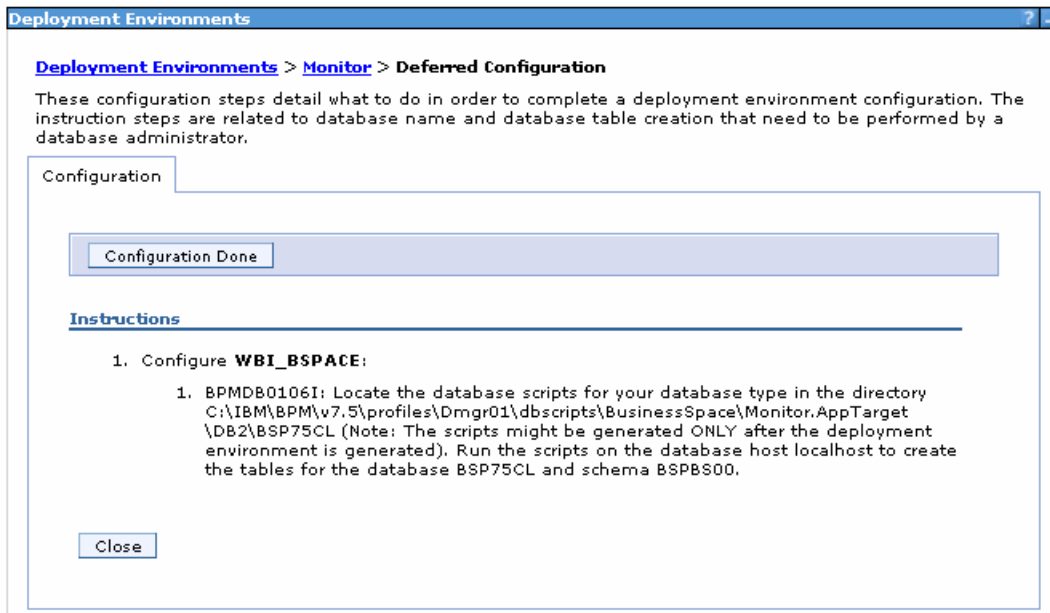 Deployment Environments ? -
Deployment Environments > Monitor > Deferred Configuration
These configuration steps detail what to do in order to complete a deployment environment configuration. The
instruction steps are related to database name and database table creation that need to be performed by a
database administrator.
Configuration
Configuration Done
Instructions
1. Configure WBI_BSPACE:
1. BPMDB0106I: Locate the database scripts for your database type in the directory
C:\IBM\BPM\v7.5\profiles\Dmgr01\dbscripts\BusinessSpace\Monitor.AppTarget
\DB2\BSP75CL (Note: The scripts might be generated ONLY after the deployment
environment is generated). Run the scripts on the database host localhost to create
the tables for the database BSP75CL and schema BSPBS00.
Close